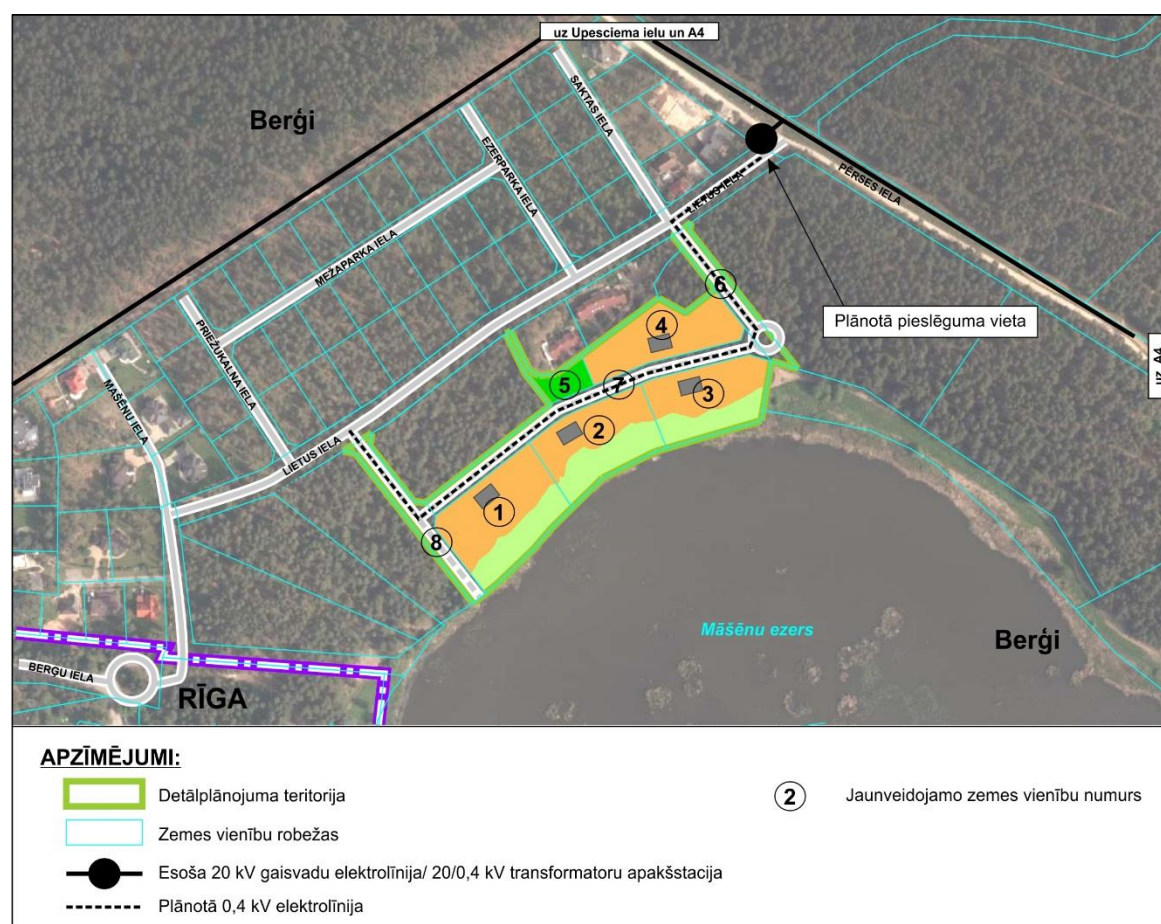 uz Upesciema ielu un A4
Berģi
SAKTAS IELA
EZERPARKA IELA
LIETUS IELA
PĒRSES IELA
MEŽAPARKA IELA
6
Plānotā pieslēguma vieta
PRIEŽUKALNA IELA
4
uz A4
MAŠĒNU IELA
5
7
3
2
LIETUS IELA
1
8
Māšēnu ezers
Berģi
BERĢU IELA
RĪGA
APZĪMĒJUMI:
Detālplānojuma teritorija
2
Jaunveidojamo zemes vienību numurs
Zemes vienību robežas
Esoša 20 kV gaisvadu elektrolīnija/ 20/0,4 kV transformatoru apakšstacija
Plānotā 0,4 kV elektrolīnija